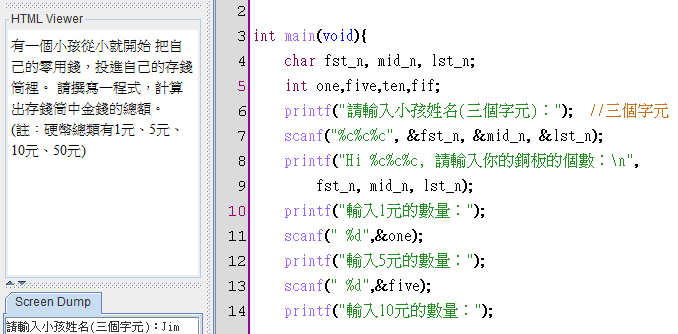 HTML Viewer
有一個小孩從小就開始 把自
己的零用錢，投進自己的存錢
筒裡。 請撰寫一程式，計算
出存錢筒中金錢的總額。
(註：硬幣總類有1元、5元、
10元、50元)
Screen Dump
請輸入小孩姓名(三個字元)：Jim
2
3 int main(void){
4 char fst_n, mid_n, lst_n;
5 int one,five,ten,fif;
6 printf("請輸入小孩姓名(三個字元)："); //三個字元
7 scanf("%c%c%c", &fst_n, &mid_n, &lst_n);
8 printf("Hi %c%c%c, 請輸入你的銅板的個數：\n",
9 fst_n, mid_n, lst_n);
10 printf("輸入1元的數量：");
11 scanf(" %d",&one);
12 printf("輸入5元的數量：");
13 scanf(" %d",&five);
14 printf("輸入10元的數量：");